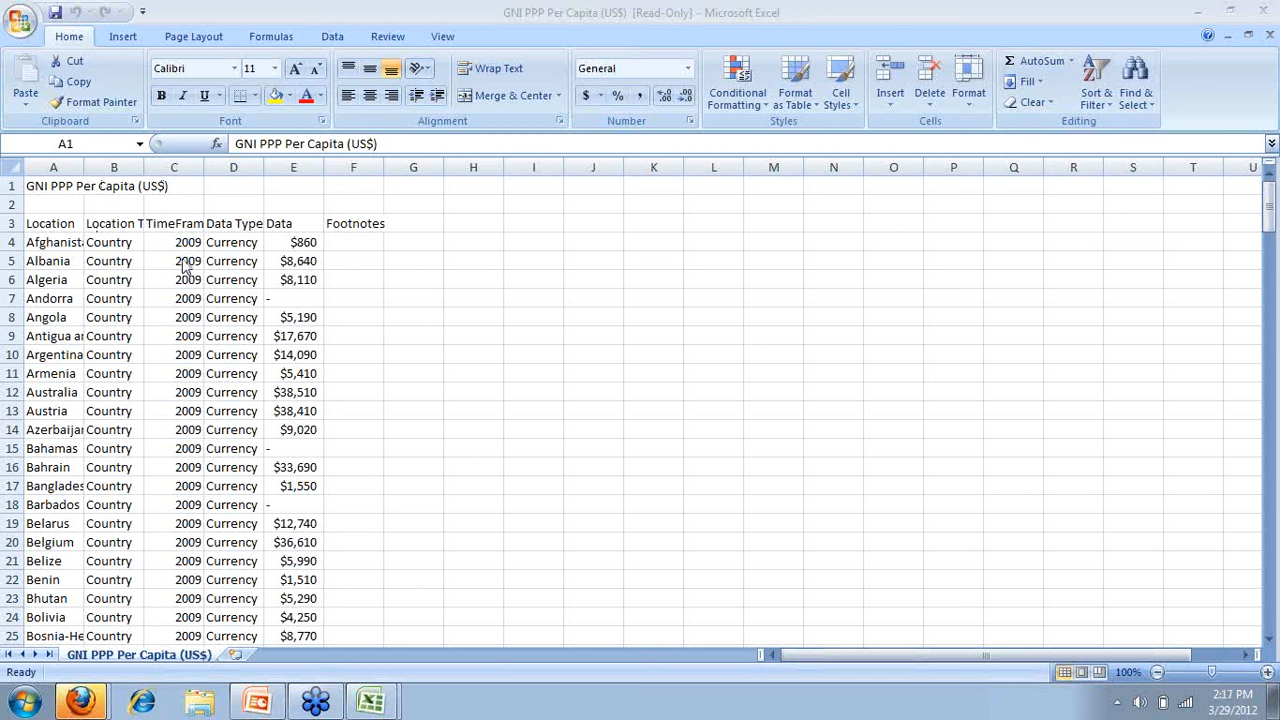 GNI PPP Per Capita (US$)  [Read-Only] - Microsoft Excel
Home Insert Page Layout Formulas Data Review View
Paste Cut Copy Format Painter Clipboard
Calibri 11 B I U A A A Font
Wrap Text Merge & Center Alignment
General $ % , .0 .00 .00 .0 Number
Conditional Formatting Format as Table Cell Styles Styles
Insert Delete Format Cells
Σ AutoSum Fill Clear Sort & Filter Find & Select Editing
A1 fx GNI PPP Per Capita (US$)
A B C D E F G H I J K L M N O P Q R S T U
1 GNI PPP Per Capita (US$)
2
3 Location Location T TimeFram Data Type Data Footnotes
4 Afghanista Country 2009 Currency $860
5 Albania Country 2009 Currency $8,640
6 Algeria Country 2009 Currency $8,110
7 Andorra Country 2009 Currency -
8 Angola Country 2009 Currency $5,190
9 Antigua ar Country 2009 Currency $17,670
10 Argentina Country 2009 Currency $14,090
11 Armenia Country 2009 Currency $5,410
12 Australia Country 2009 Currency $38,510
13 Austria Country 2009 Currency $38,410
14 Azerbaijar Country 2009 Currency $9,020
15 Bahamas Country 2009 Currency -
16 Bahrain Country 2009 Currency $33,690
17 Banglades Country 2009 Currency $1,550
18 Barbados Country 2009 Currency -
19 Belarus Country 2009 Currency $12,740
20 Belgium Country 2009 Currency $36,610
21 Belize Country 2009 Currency $5,990
22 Benin Country 2009 Currency $1,510
23 Bhutan Country 2009 Currency $5,290
24 Bolivia Country 2009 Currency $4,250
25 Bosnia-He Country 2009 Currency $8,770
GNI PPP Per Capita (US$)
Ready 100%
2:17 PM
3/29/2012